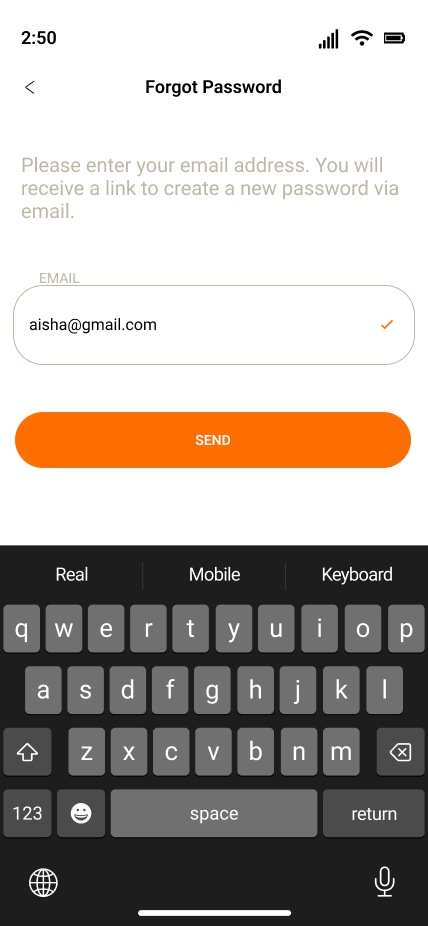 2:50
Forgot Password
Please enter your email address. You will
receive a link to create a new password via
email.
EMAIL
aisha@gmail.com
SEND
Real Mobile Keyboard
q w e r t y u i o p
a s d f g h j k l
z x c v b n m
123 space return